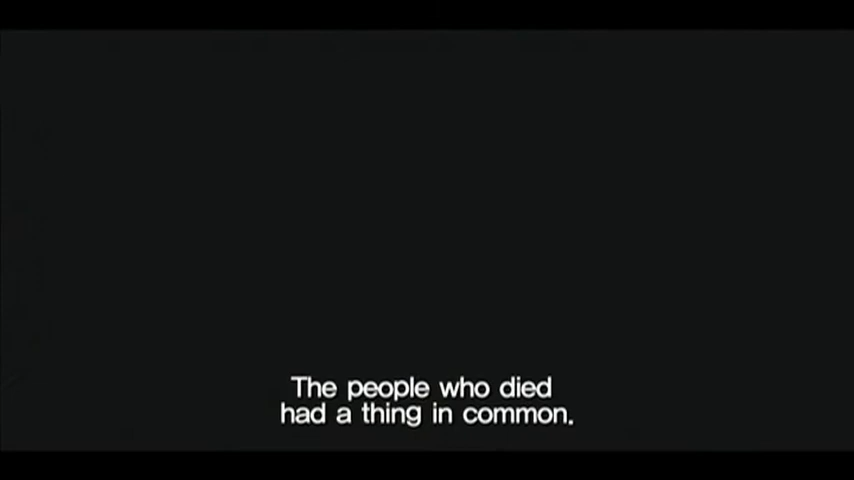 The people who died
had a thing in common.